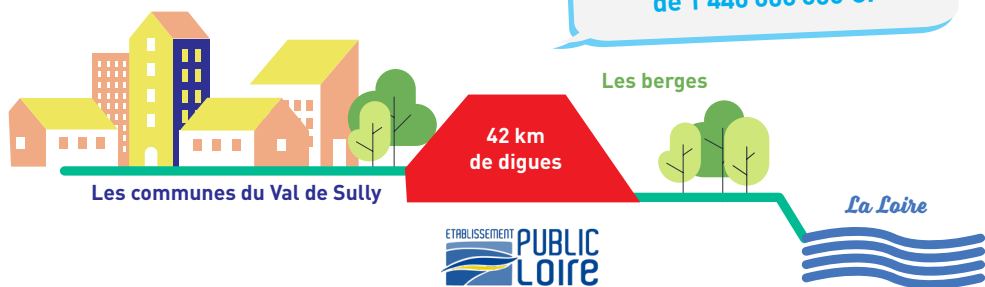 Les berges
42 km
de digues
Les communes du Val de Sully
La Loire
ETABLISSEMENT
PUBLIC
LOIRE